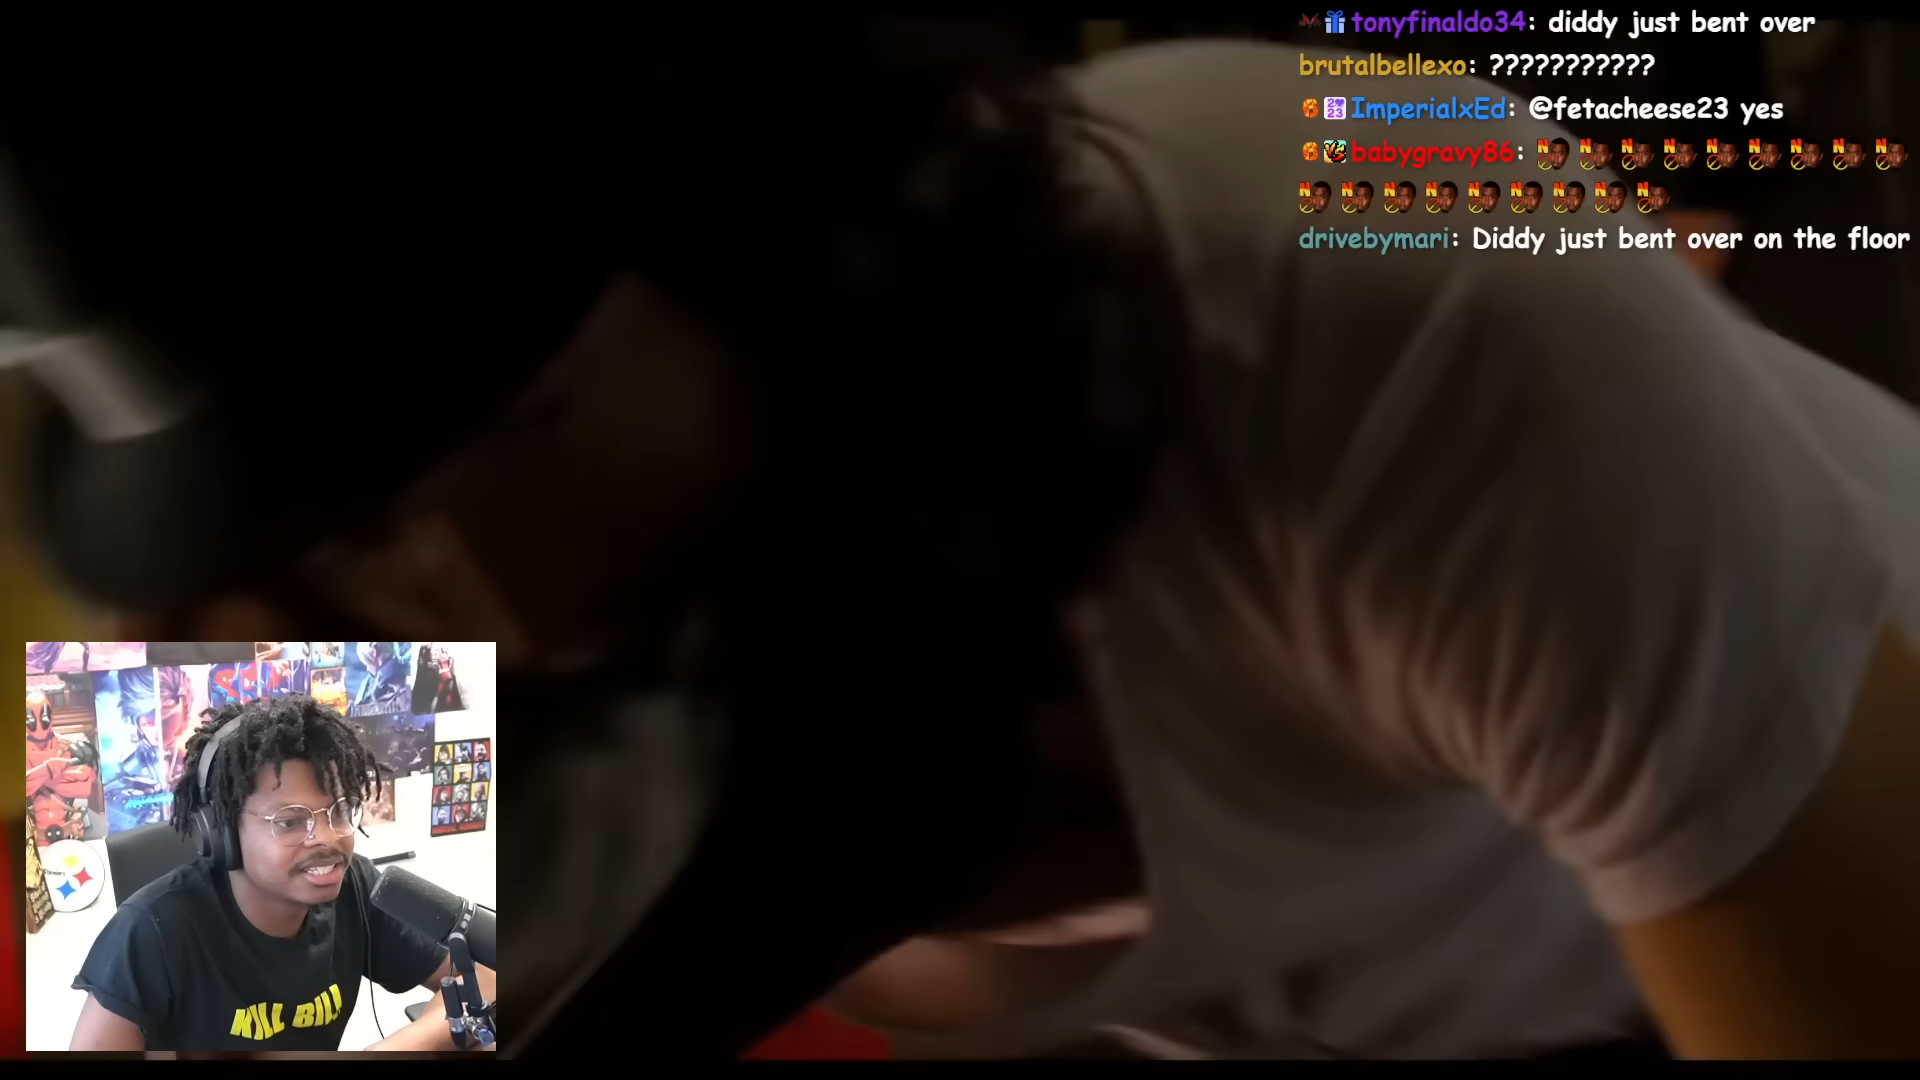 tonyfinaldo34: diddy just bent over
brutalbellexo: ???????????
ImperialxEd: @fetacheese23 yes
babygravy86:
drivebymari: Diddy just bent over on the floor
Steelers
KILL BILL